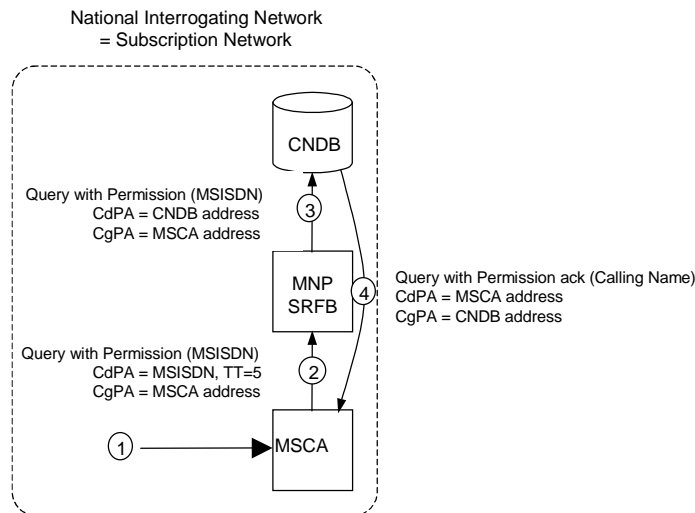 National Interrogating Network
= Subscription Network
CNDB
Query with Permission (MSISDN)
CdPA = CNDB address
CgPA = MSCA address
3
MNP
SRFB
4
Query with Permission ack (Calling Name)
CdPA = MSCA address
CgPA = CNDB address
Query with Permission (MSISDN)
CdPA = MSISDN, TT=5
CgPA = MSCA address
2
1
MSCA